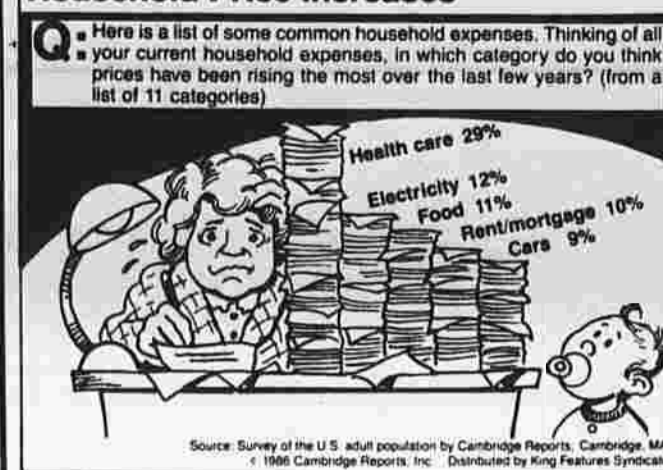 Q: Here is a list of some common household expenses. Thinking of all
your current household expenses, in which category do you think
prices have been rising the most over the last few years? (from a
list of 11 categories)
Health care 29%
Electricity 12%
Food 11%
Rent/mortgage 10%
Cars 9%
Source: Survey of the U.S. adult population by Cambridge Reports, Cambridge, MA
© 1986 Cambridge Reports, Inc. Distributed by King Features Syndicate